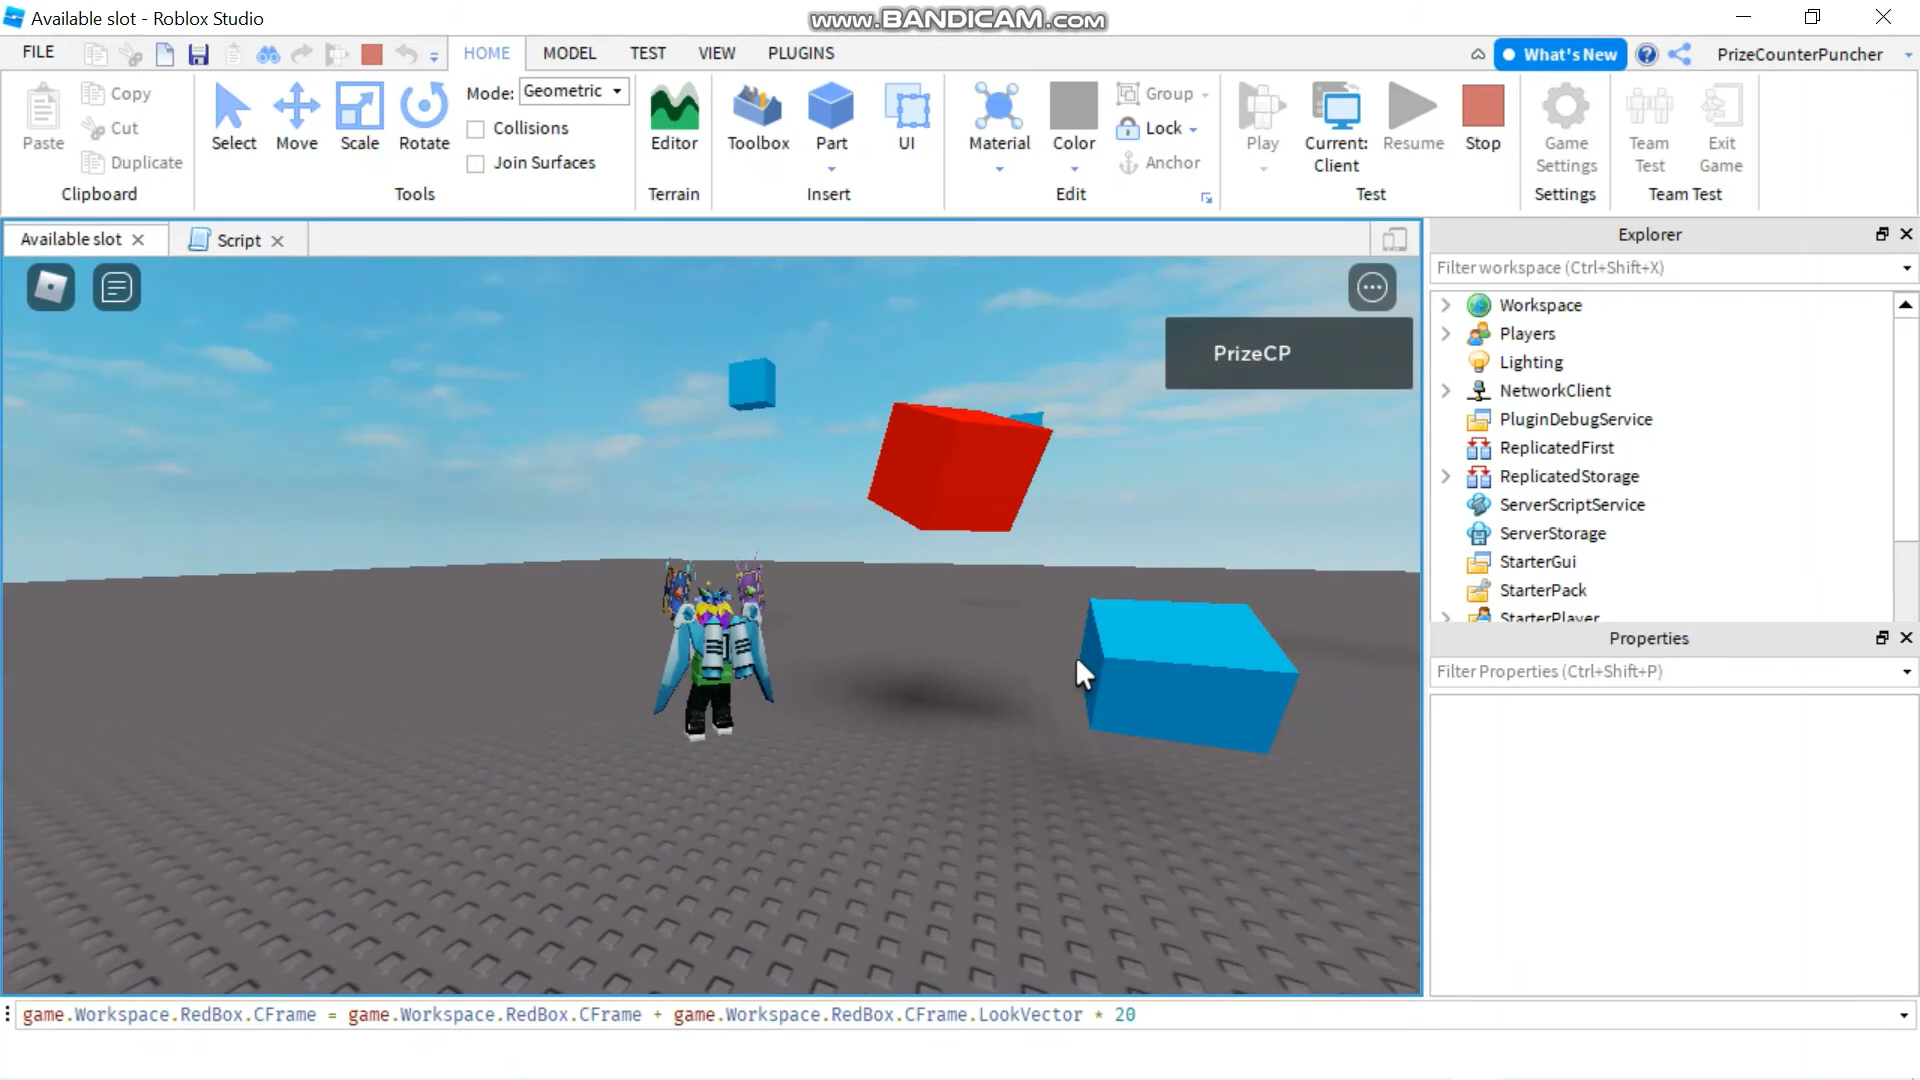 Available slot - Roblox Studio
www.BANDICAM.com
FILE
HOME
MODEL
TEST
VIEW
PLUGINS
What's New
PrizeCounterPuncher
Paste
Copy
Cut
Duplicate
Clipboard
Select
Move
Scale
Rotate
Mode:
Geometric
Collisions
Join Surfaces
Tools
Editor
Terrain
Toolbox
Part
UI
Insert
Material
Color
Group
Lock
Anchor
Edit
Play
Current:
Client
Resume
Stop
Test
Game
Settings
Settings
Team
Test
Exit
Game
Team Test
Available slot
Script
PrizeCP
Explorer
Filter workspace (Ctrl+Shift+X)
Workspace
Players
Lighting
NetworkClient
PluginDebugService
ReplicatedFirst
ReplicatedStorage
ServerScriptService
ServerStorage
StarterGui
StarterPack
StarterPlayer
Properties
Filter Properties (Ctrl+Shift+P)
game.Workspace.RedBox.CFrame = game.Workspace.RedBox.CFrame + game.Workspace.RedBox.CFrame.LookVector * 20